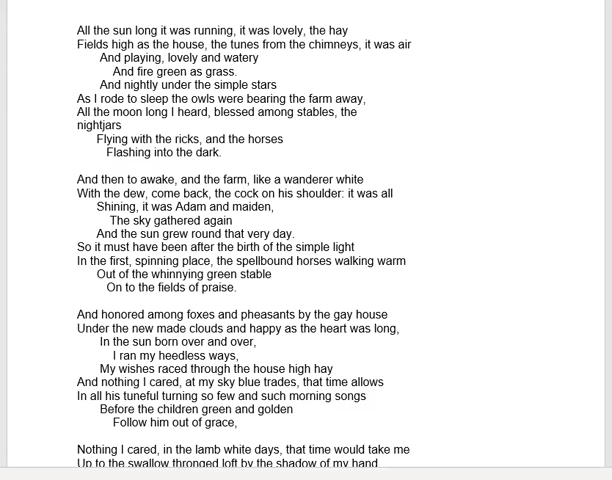 All the sun long it was running, it was lovely, the hay
Fields high as the house, the tunes from the chimneys, it was air
And playing, lovely and watery
And fire green as grass.
And nightly under the simple stars
As I rode to sleep the owls were bearing the farm away,
All the moon long I heard, blessed among stables, the
nightjars
Flying with the ricks, and the horses
Flashing into the dark.

And then to awake, and the farm, like a wanderer white
With the dew, come back, the cock on his shoulder: it was all
Shining, it was Adam and maiden,
The sky gathered again
And the sun grew round that very day.
So it must have been after the birth of the simple light
In the first, spinning place, the spellbound horses walking warm
Out of the whinnying green stable
On to the fields of praise.

And honored among foxes and pheasants by the gay house
Under the new made clouds and happy as the heart was long,
In the sun born over and over,
I ran my heedless ways,
My wishes raced through the house high hay
And nothing I cared, at my sky blue trades, that time allows
In all his tuneful turning so few and such morning songs
Before the children green and golden
Follow him out of grace,

Nothing I cared, in the lamb white days, that time would take me
Up to the swallow thronged loft by the shadow of my hand